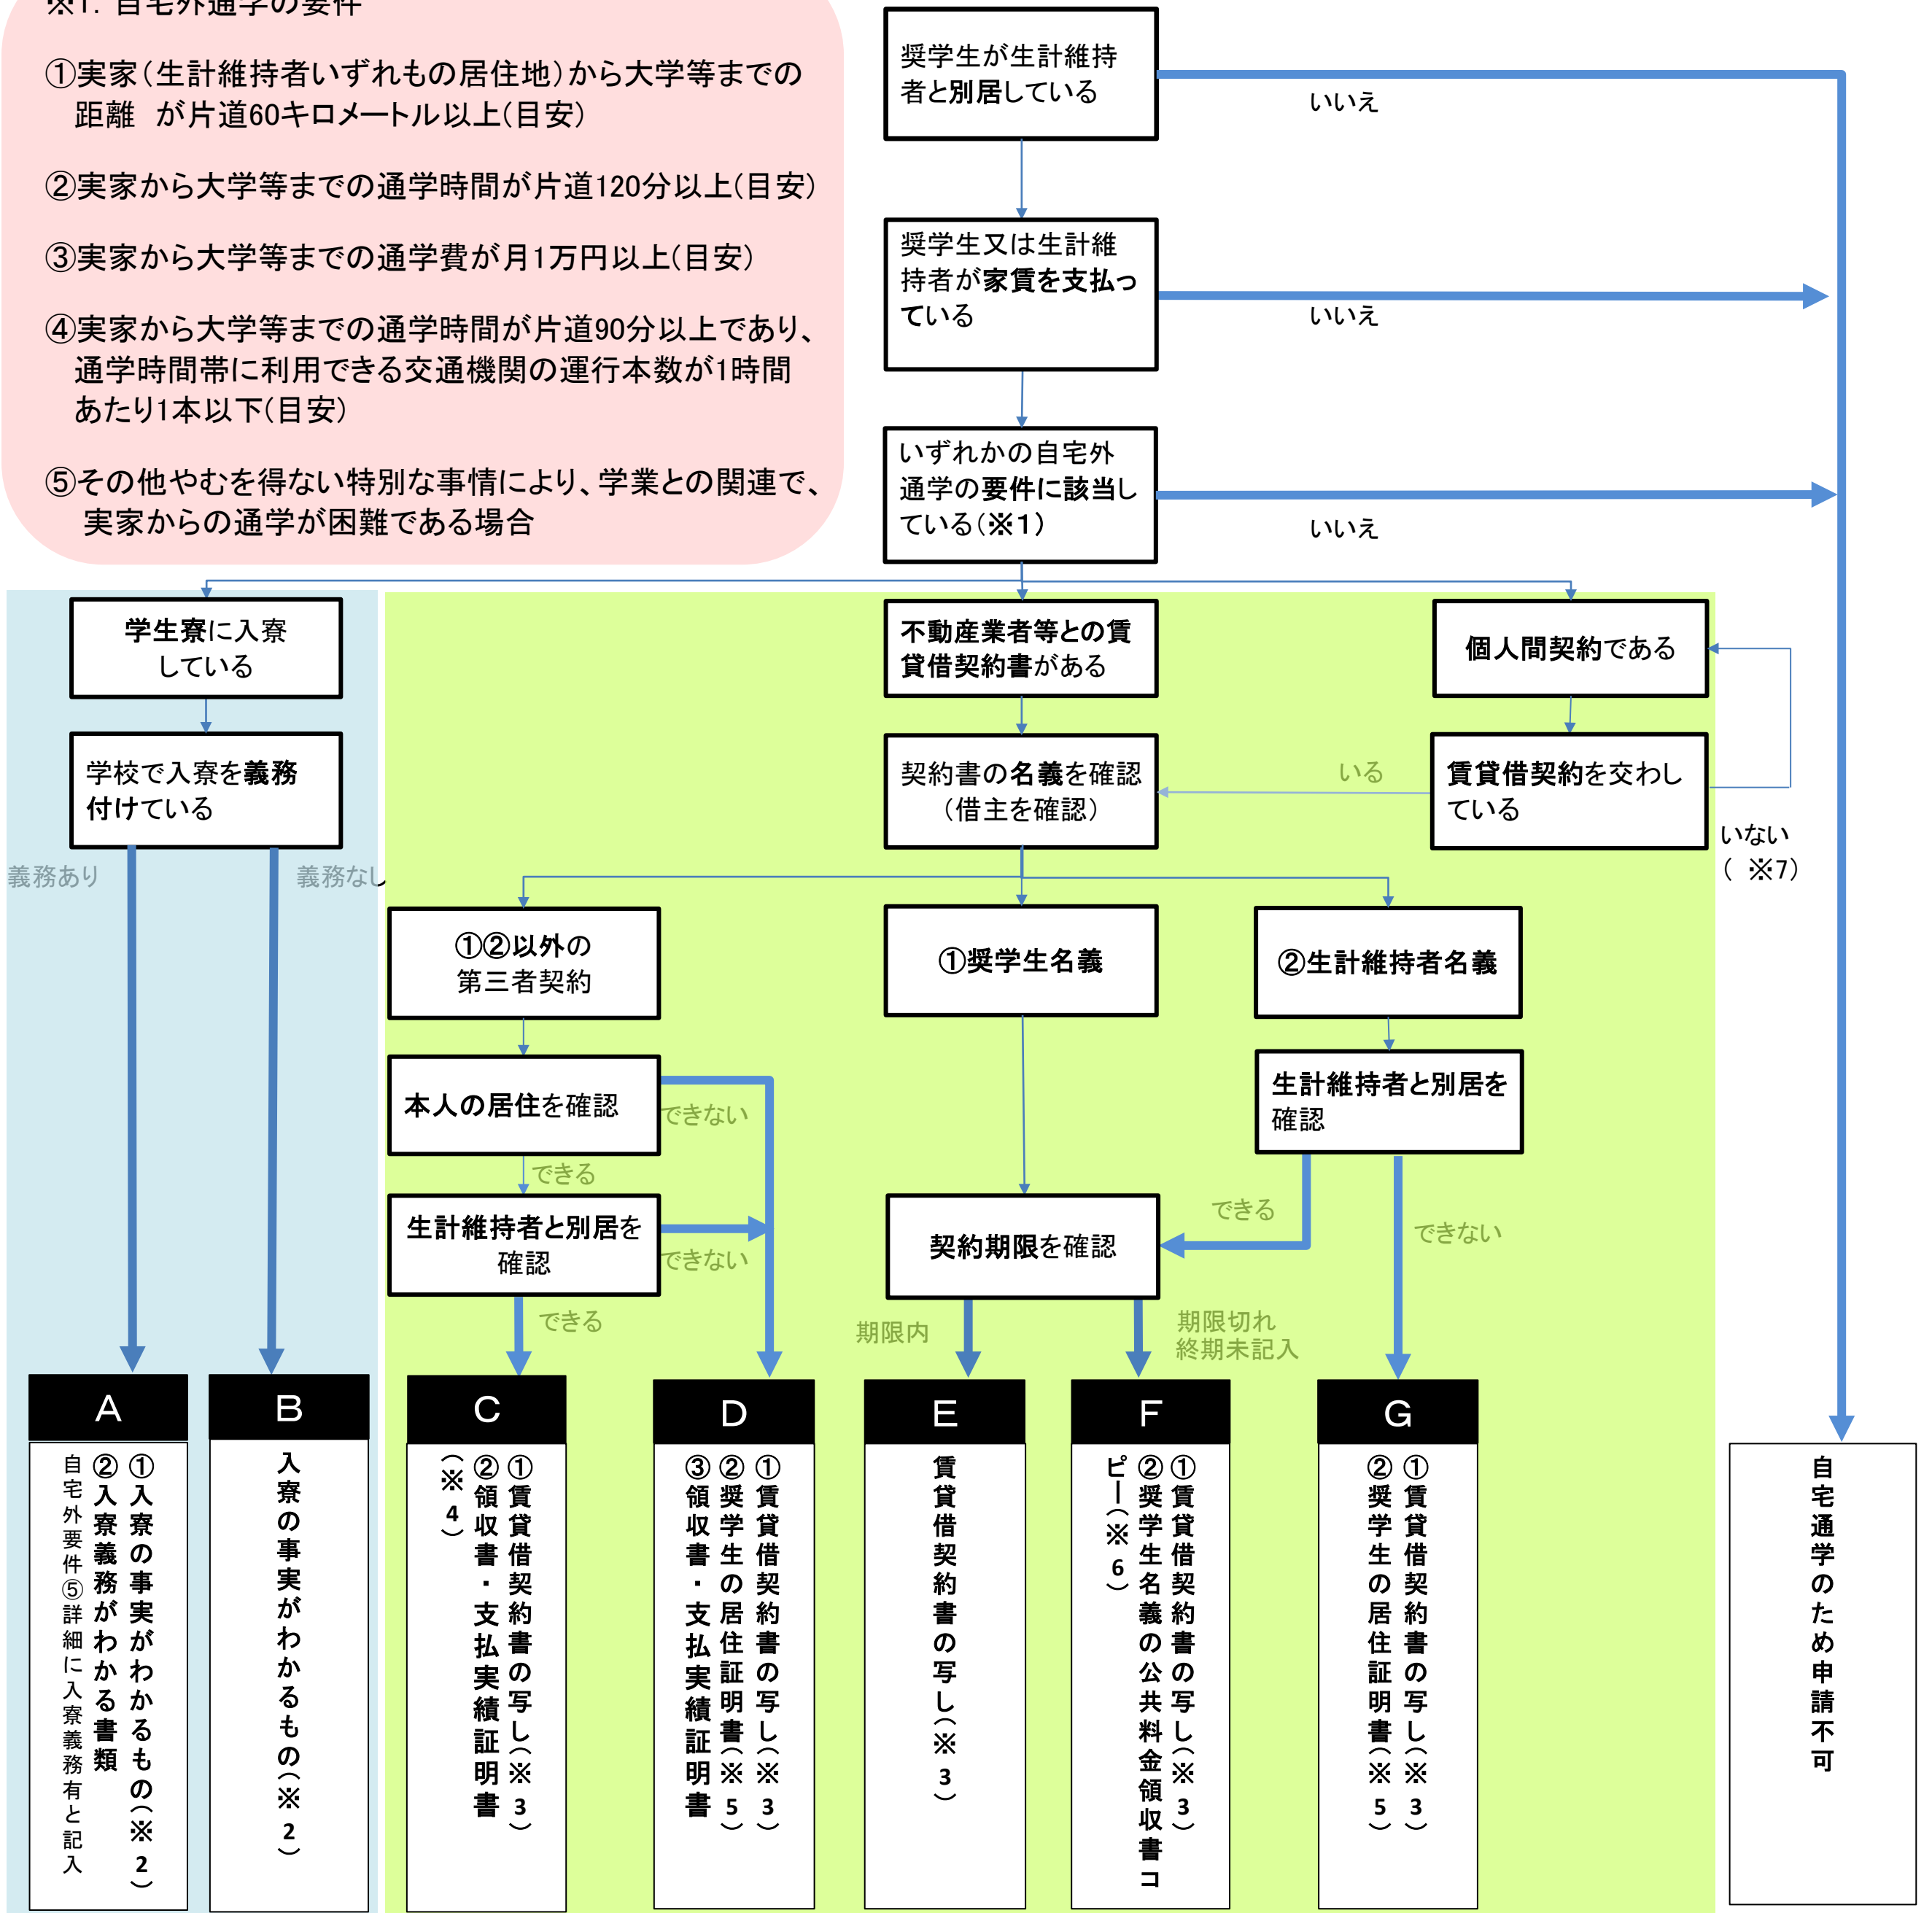 ※1. 自宅外通学の要件
①実家(生計維持者いずれもの居住地)から大学等までの
距離　が片道60キロメートル以上(目安)
②実家から大学等までの通学時間が片道120分以上(目安)
③実家から大学等までの通学費が月1万円以上(目安)
④実家から大学等までの通学時間が片道90分以上であり、
通学時間帯に利用できる交通機関の運行本数が1時間
あたり1本以下(目安)
⑤その他やむを得ない特別な事情により、学業との関連で、
実家からの通学が困難である場合
奨学生が生計維持
者と別居している
いいえ
奨学生又は生計維
持者が家賃を支払っ
ている
いいえ
いずれかの自宅外
通学の要件に該当し
ている(※1)
いいえ
学生寮に入寮
している
不動産業者等との賃
貸借契約書がある
個人間契約である
学校で入寮を義務
付けている
契約書の名義を確認
(借主を確認)
いる
賃貸借契約を交わし
ている
いない
( ※7)
義務あり
義務なし
①②以外の
第三者契約
①奨学生名義
②生計維持者名義
本人の居住を確認
できない
生計維持者と別居を
確認
できる
生計維持者と別居を
確認
できない
契約期限を確認
できる
できない
できる
期限内
期限切れ
終期未記入
A
①入寮の事実がわかるもの(※2)
②入寮義務がわかる書類
自宅外要件⑤詳細に入寮義務有と記入
B
入寮の事実がわかるもの(※2)
C
①賃貸借契約書の写し(※3)
②領収書・支払実績証明書
(※4)
D
①賃貸借契約書の写し(※3)
②奨学生の居住証明書(※5)
③領収書・支払実績証明書
E
賃貸借契約書の写し(※3)
F
①賃貸借契約書の写し(※3)
②奨学生名義の公共料金領収書コ
ピー(※6)
G
①賃貸借契約書の写し(※3)
②奨学生の居住証明書(※5)
自宅通学のため申請不可